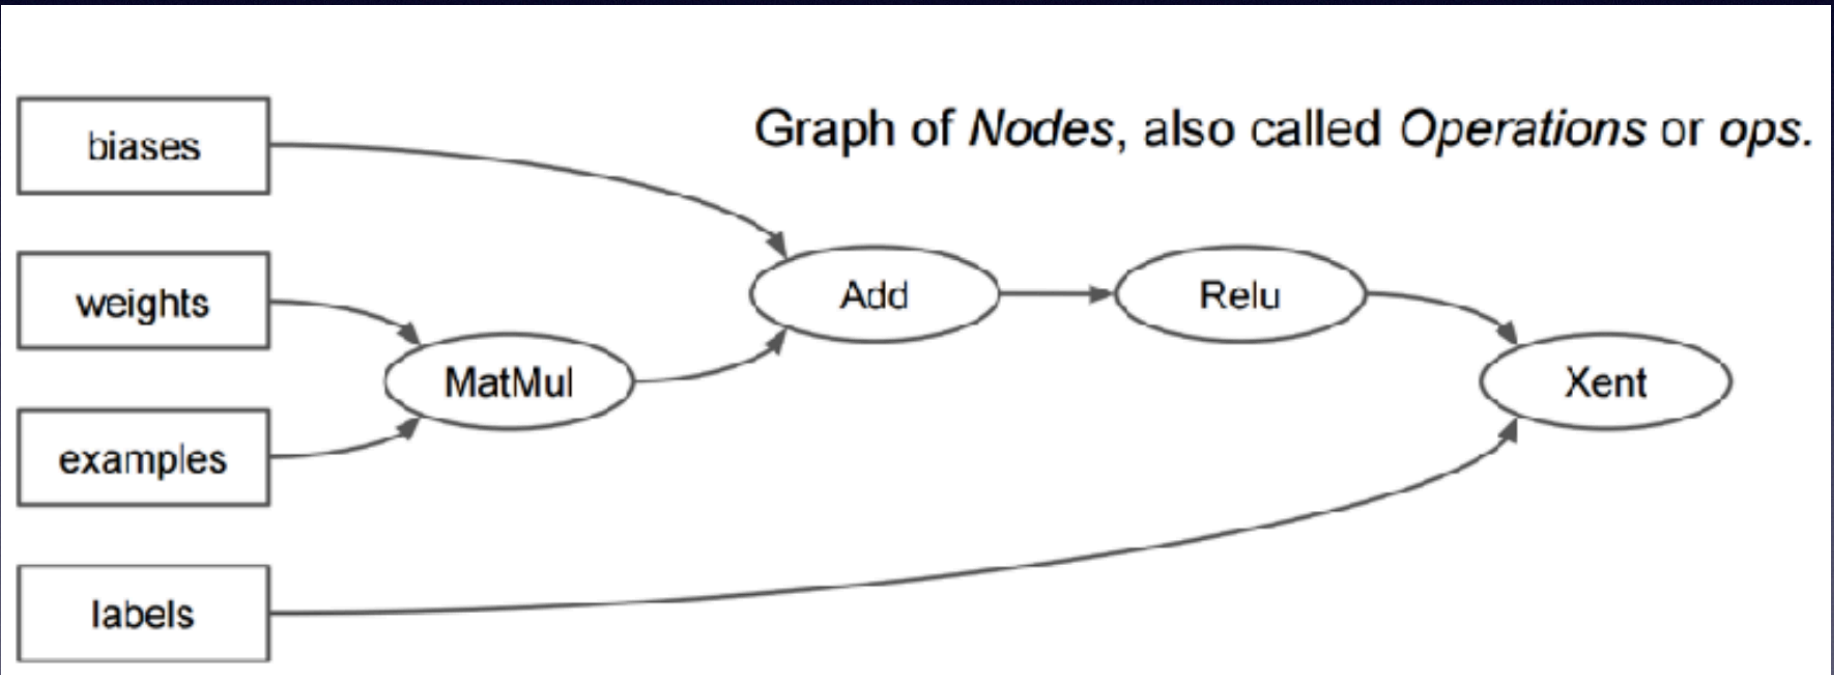 Graph of Nodes, also called Operations or ops.
biases
weights
examples
labels
MatMul
Add
Relu
Xent